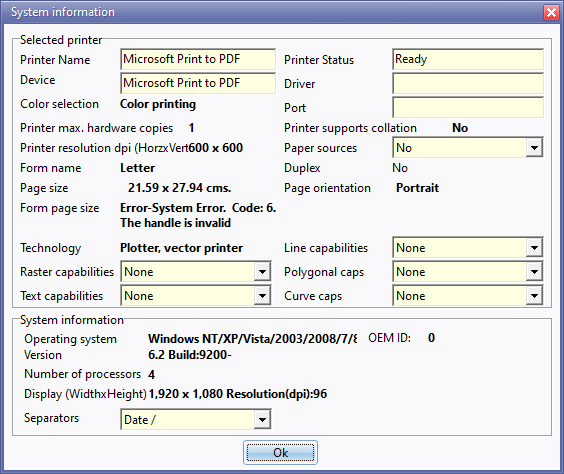 System information
Selected printer
Printer Name Microsoft Print to PDF Printer Status Ready
Device Microsoft Print to PDF Driver
Color selection Color printing Port
Printer max. hardware copies 1 Printer supports collation No
Printer resolution dpi (HorzxVert 600 x 600 Paper sources No
Form name Letter Duplex No
Page size 21.59 x 27.94 cms. Page orientation Portrait
Form page size Error-System Error. Code: 6.
The handle is invalid
Technology Plotter, vector printer Line capabilities None
Raster capabilities None Polygonal caps None
Text capabilities None Curve caps None
System information
Operating system Windows NT/XP/Vista/2003/2008/7/8 OEM ID: 0
Version 6.2 Build:9200-
Number of processors 4
Display (WidthxHeight) 1,920 x 1,080 Resolution(dpi):96
Separators Date /
Ok